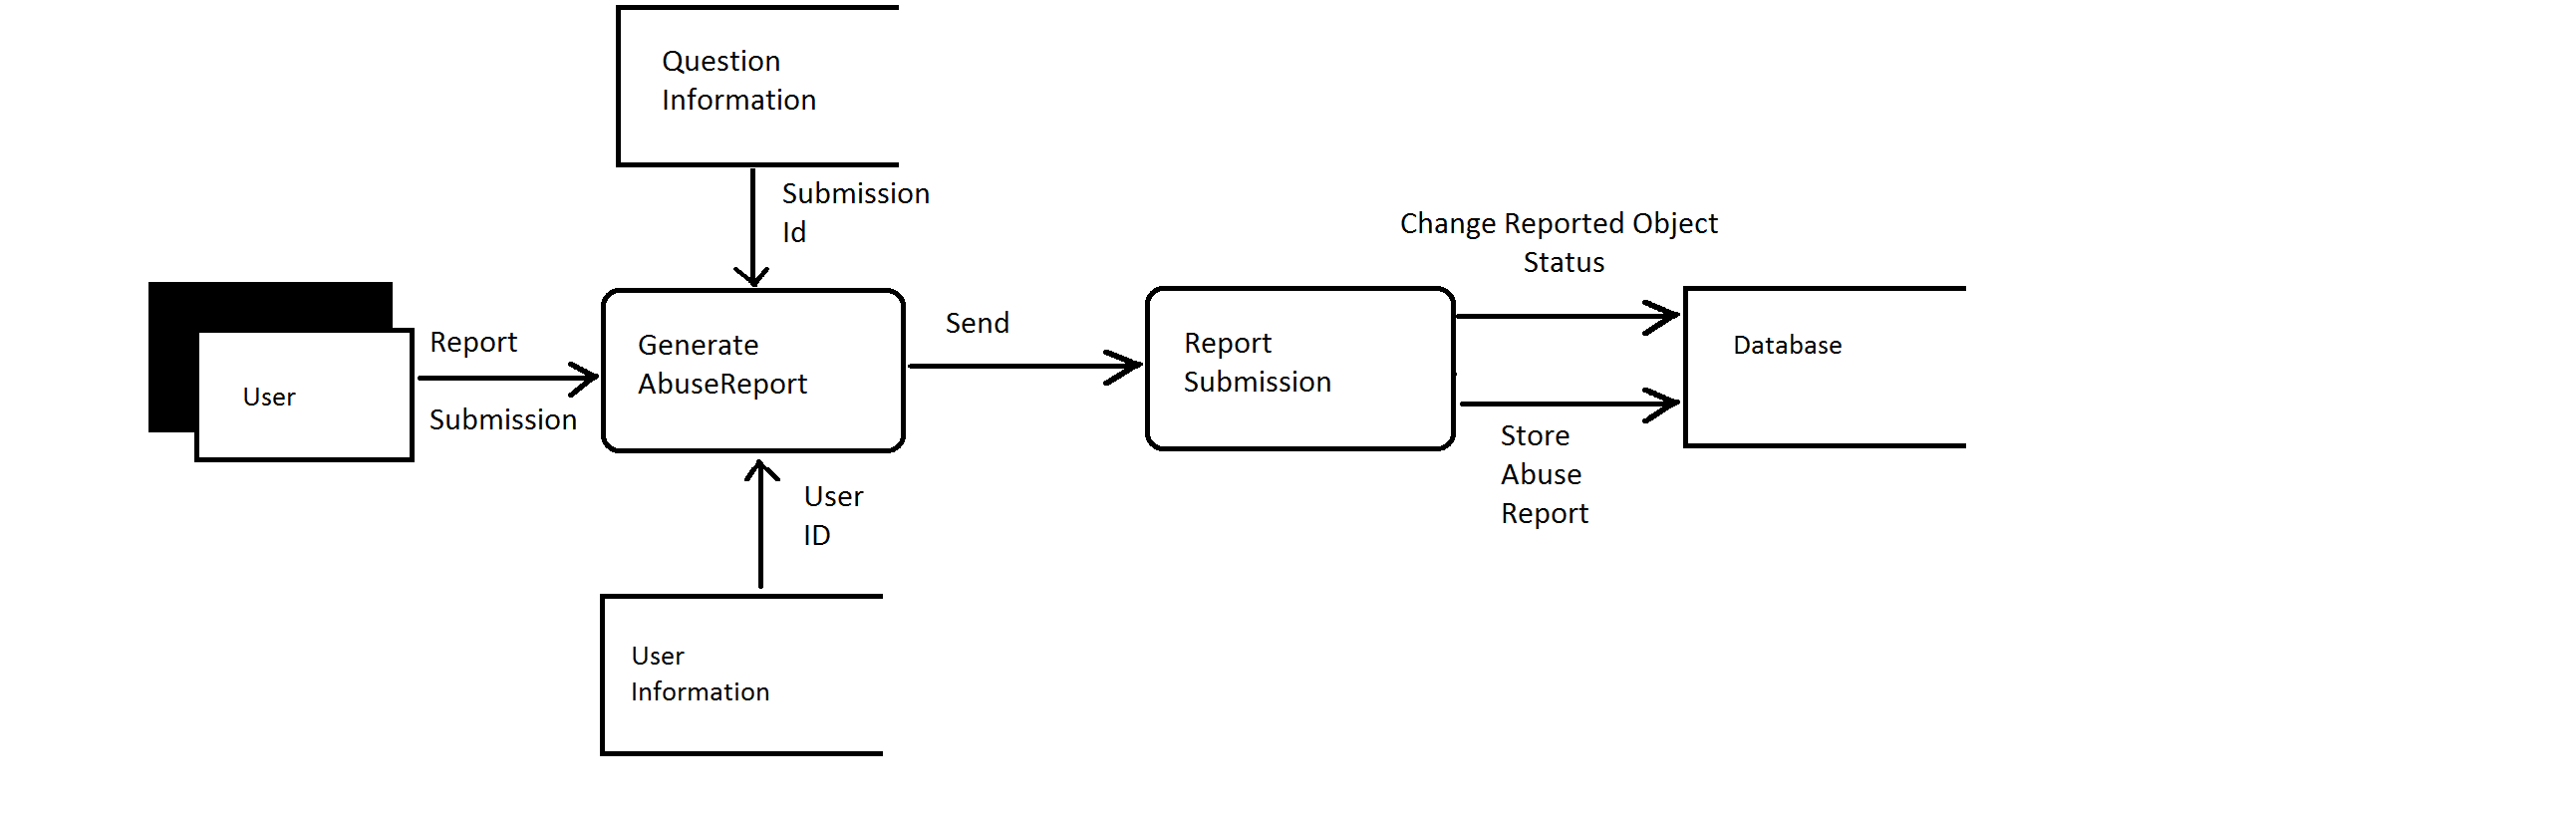 Question
Information
Submission
Id
Change Reported Object
Status
Report
Submission
User
Generate
AbuseReport
Send
Report
Submission
Database
Store
Abuse
Report
User
ID
User
Information